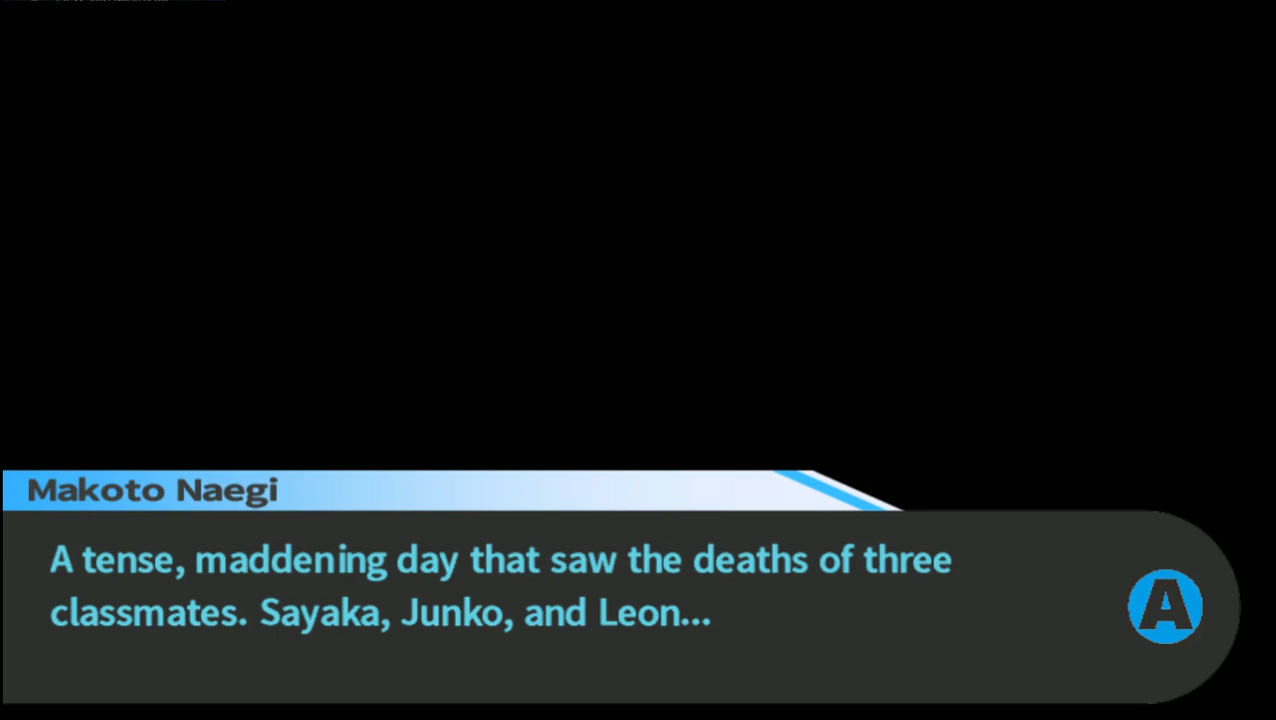 Makoto Naegi
A tense, maddening day that saw the deaths of three
classmates. Sayaka, Junko, and Leon...
A